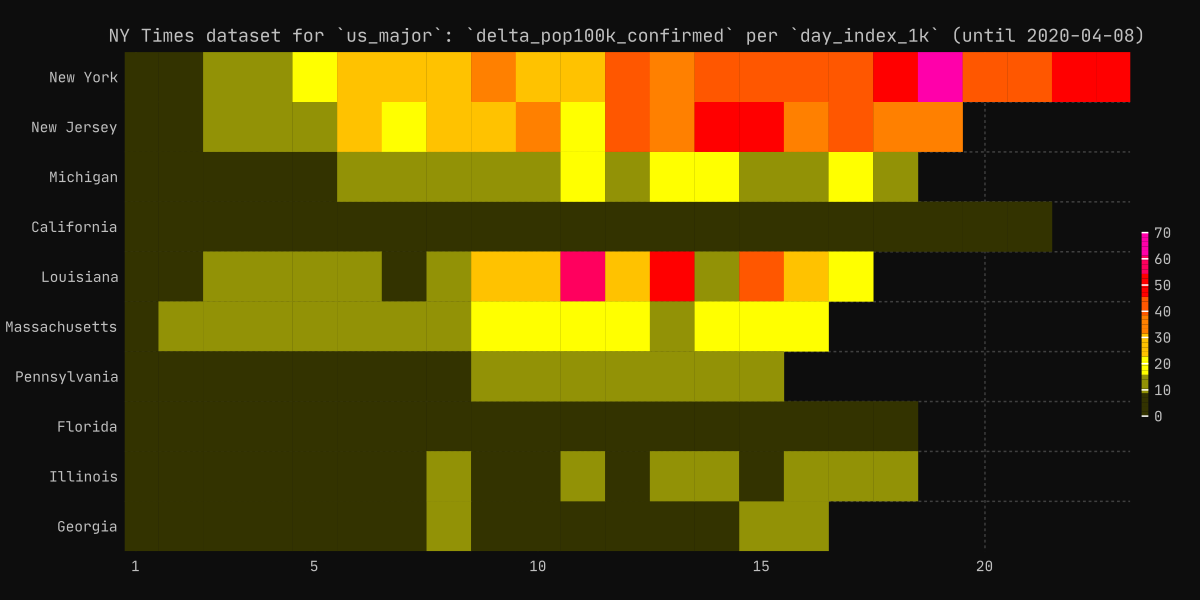 NY Times dataset for `us_major`: `delta_pop100k_confirmed` per `day_index_1k` (until 2020-04-08)
New York
New Jersey
Michigan
California
Louisiana
Massachusetts
Pennsylvania
Florida
Illinois
Georgia
1 5 10 15 20
70
60
50
40
30
20
10
0